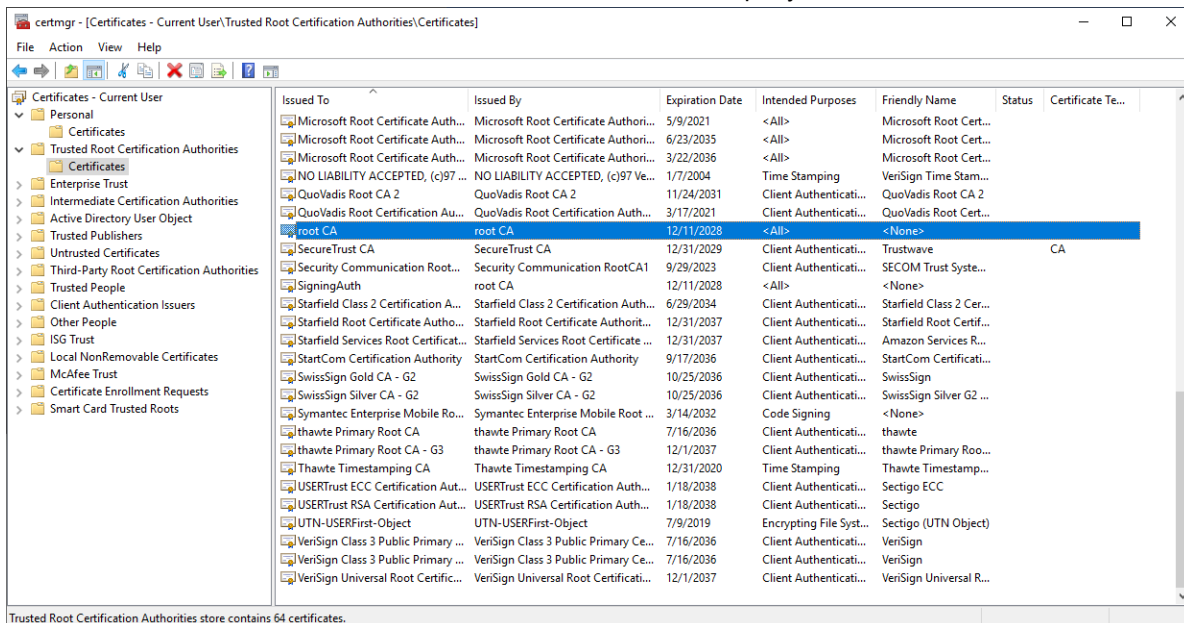 certmgr - [Certificates - Current User\Trusted Root Certification Authorities\Certificates]
File Action View Help
Certificates - Current User
Personal
Certificates
Trusted Root Certification Authorities
Certificates
Enterprise Trust
Intermediate Certification Authorities
Active Directory User Object
Trusted Publishers
Untrusted Certificates
Third-Party Root Certification Authorities
Trusted People
Client Authentication Issuers
Other People
ISG Trust
Local NonRemovable Certificates
McAfee Trust
Certificate Enrollment Requests
Smart Card Trusted Roots
Issued To Issued By Expiration Date Intended Purposes Friendly Name Status Certificate Te...
Microsoft Root Certificate Auth... Microsoft Root Certificate Authori... 5/9/2021 <All> Microsoft Root Cert...
Microsoft Root Certificate Auth... Microsoft Root Certificate Authori... 6/23/2035 <All> Microsoft Root Cert...
Microsoft Root Certificate Auth... Microsoft Root Certificate Authori... 3/22/2036 <All> Microsoft Root Cert...
NO LIABILITY ACCEPTED, (c)97 ... NO LIABILITY ACCEPTED, (c)97 Ve... 1/7/2004 Time Stamping VeriSign Time Stam...
QuoVadis Root CA 2 QuoVadis Root CA 2 11/24/2031 Client Authenticati... QuoVadis Root CA 2
QuoVadis Root Certification Au... QuoVadis Root Certification Auth... 3/17/2021 Client Authenticati... QuoVadis Root Cert...
root CA root CA 12/11/2028 <All> <None>
SecureTrust CA SecureTrust CA 12/31/2029 Client Authenticati... Trustwave CA
Security Communication Root... Security Communication RootCA1 9/29/2023 Client Authenticati... SECOM Trust Syste...
SigningAuth root CA 12/11/2028 <All> <None>
Starfield Class 2 Certification A... Starfield Class 2 Certification Auth... 6/29/2034 Client Authenticati... Starfield Class 2 Cer...
Starfield Root Certificate Autho... Starfield Root Certificate Authorit... 12/31/2037 Client Authenticati... Starfield Root Certif...
Starfield Services Root Certificat... Starfield Services Root Certificate ... 12/31/2037 Client Authenticati... Amazon Services R...
StartCom Certification Authority StartCom Certification Authority 9/17/2036 Client Authenticati... StartCom Certificati...
SwissSign Gold CA - G2 SwissSign Gold CA - G2 10/25/2036 Client Authenticati... SwissSign
SwissSign Silver CA - G2 SwissSign Silver CA - G2 10/25/2036 Client Authenticati... SwissSign Silver G2 ...
Symantec Enterprise Mobile Ro... Symantec Enterprise Mobile Root ... 3/14/2032 Code Signing <None>
thawte Primary Root CA thawte Primary Root CA 7/16/2036 Client Authenticati... thawte
thawte Primary Root CA - G3 thawte Primary Root CA - G3 12/1/2037 Client Authenticati... thawte Primary Roo...
Thawte Timestamping CA Thawte Timestamping CA 12/31/2020 Time Stamping Thawte Timestamp...
USERTrust ECC Certification Aut... USERTrust ECC Certification Auth... 1/18/2038 Client Authenticati... Sectigo ECC
USERTrust RSA Certification Aut... USERTrust RSA Certification Auth... 1/18/2038 Client Authenticati... Sectigo
UTN-USERFirst-Object UTN-USERFirst-Object 7/9/2019 Encrypting File Syst... Sectigo (UTN Object)
VeriSign Class 3 Public Primary ... VeriSign Class 3 Public Primary Ce... 7/16/2036 Client Authenticati... VeriSign
VeriSign Class 3 Public Primary ... VeriSign Class 3 Public Primary Ce... 7/16/2036 Client Authenticati... VeriSign
VeriSign Universal Root Certific... VeriSign Universal Root Certificati... 12/1/2037 Client Authenticati... VeriSign Universal R...
Trusted Root Certification Authorities store contains 64 certificates.